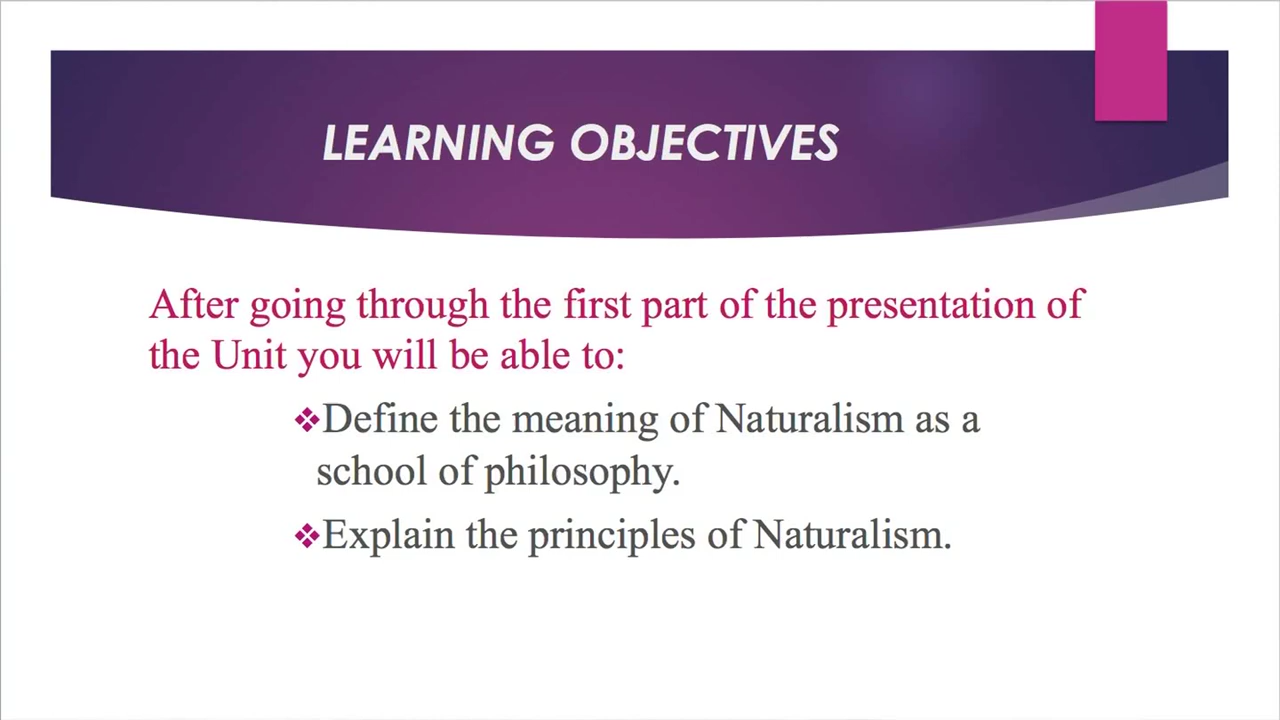 LEARNING OBJECTIVES
After going through the first part of the presentation of
the Unit you will be able to:
❖Define the meaning of Naturalism as a
school of philosophy.
❖Explain the principles of Naturalism.